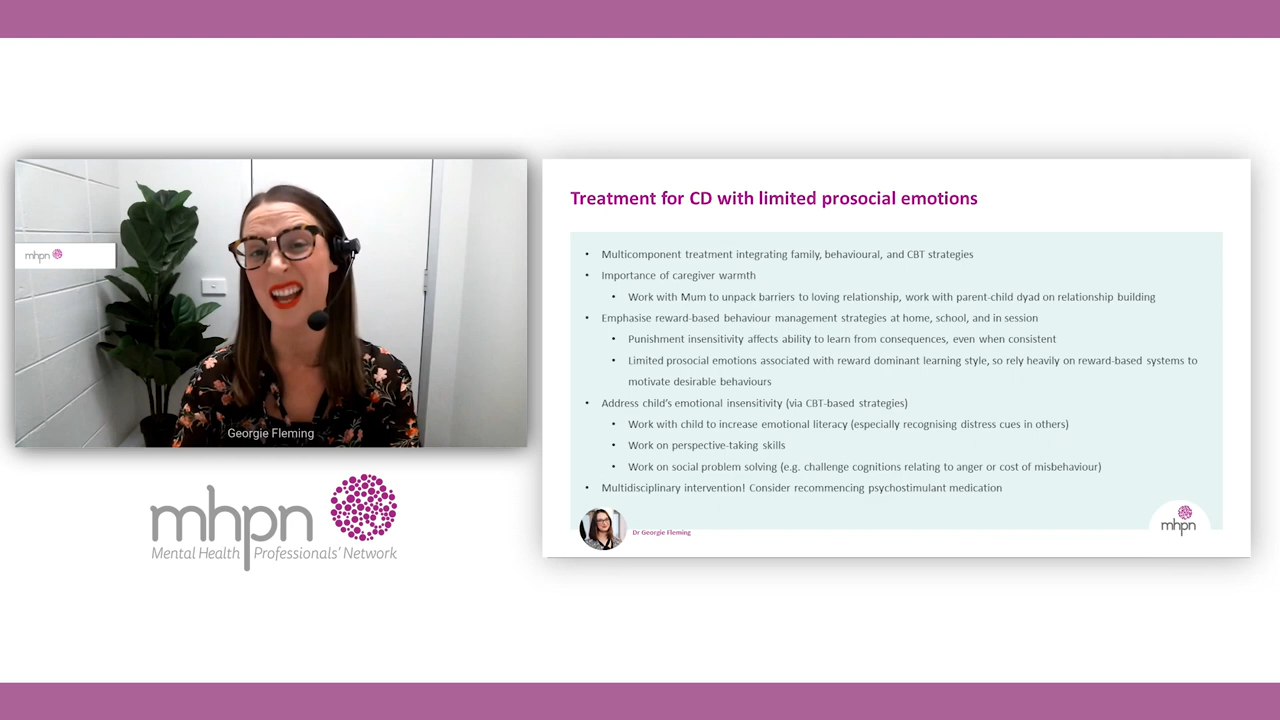 mhpn
Georgie Fleming
mhpn
Mental Health Professionals' Network
Treatment for CD with limited prosocial emotions
• Multicomponent treatment integrating family, behavioural, and CBT strategies
• Importance of caregiver warmth
• Work with Mum to unpack barriers to loving relationship, work with parent-child dyad on relationship building
• Emphasise reward-based behaviour management strategies at home, school, and in session
• Punishment insensitivity affects ability to learn from consequences, even when consistent
• Limited prosocial emotions associated with reward dominant learning style, so rely heavily on reward-based systems to
motivate desirable behaviours
• Address child's emotional insensitivity (via CBT-based strategies)
• Work with child to increase emotional literacy (especially recognising distress cues in others)
• Work on perspective-taking skills
• Work on social problem solving (e.g. challenge cognitions relating to anger or cost of misbehaviour)
• Multidisciplinary intervention! Consider recommencing psychostimulant medication
Dr Georgie Fleming
mhpn